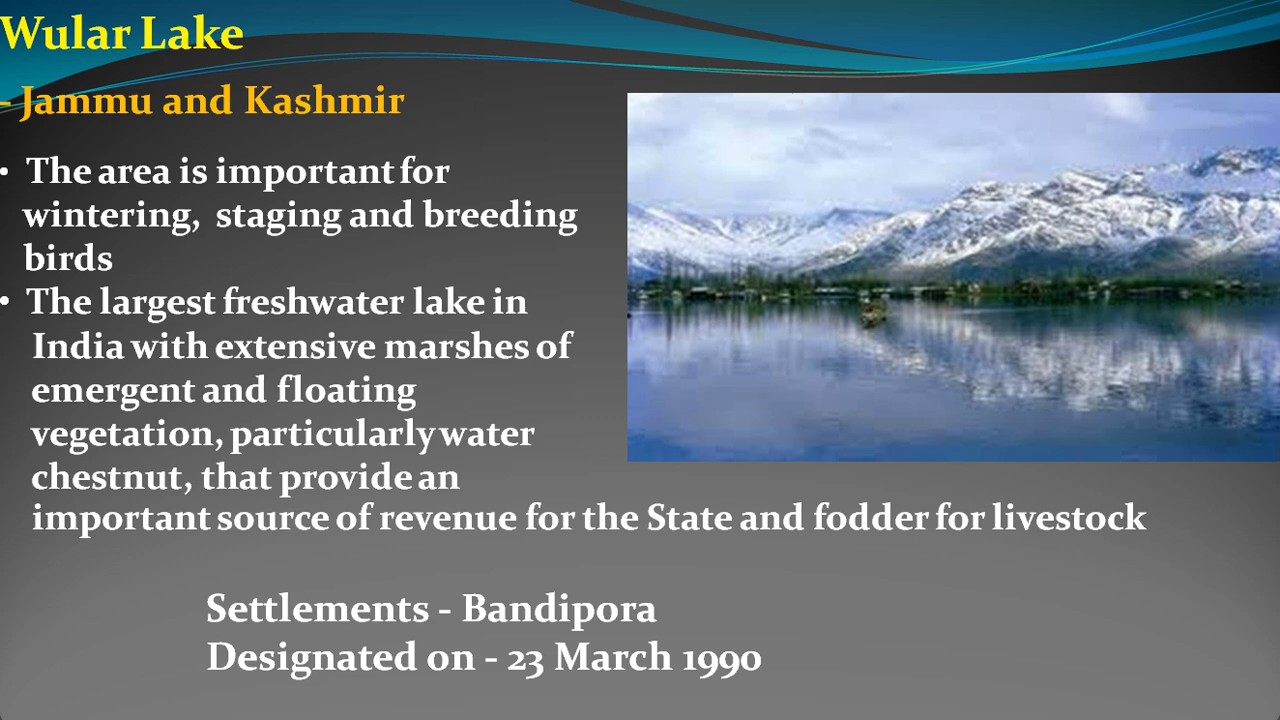 Wular Lake
- Jammu and Kashmir
• The area is important for
wintering, staging and breeding
birds
• The largest freshwater lake in
India with extensive marshes of
emergent and floating
vegetation, particularly water
chestnut, that provide an
important source of revenue for the State and fodder for livestock
Settlements - Bandipora
Designated on - 23 March 1990